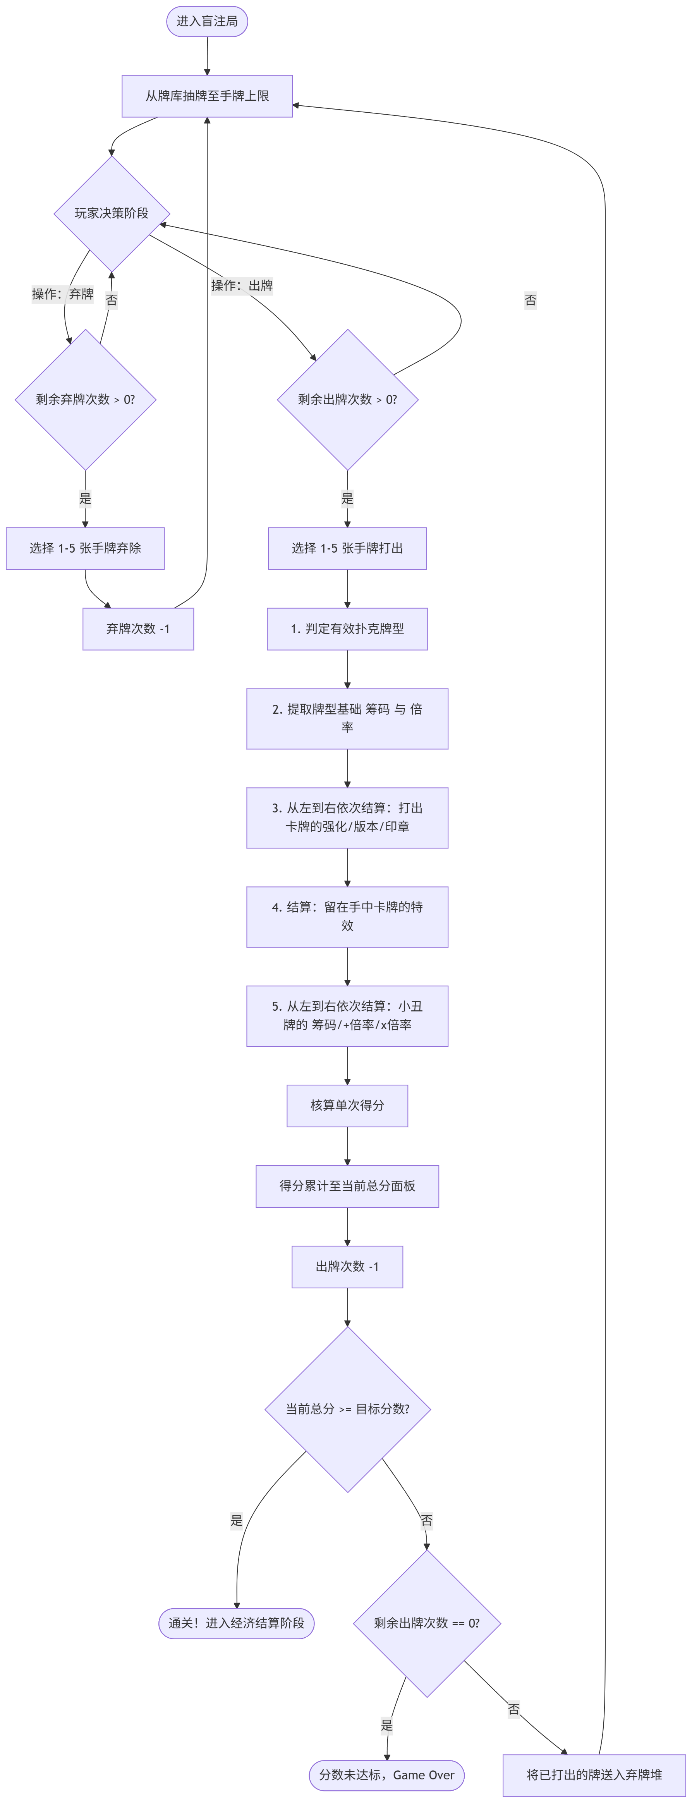 进入盲注局
从牌库抽牌至手牌上限
玩家决策阶段
操作：弃牌
否
操作：出牌
否
剩余弃牌次数 > 0?
剩余出牌次数 > 0?
是
是
选择 1-5 张手牌弃除
选择 1-5 张手牌打出
弃牌次数 -1
1. 判定有效扑克牌型
2. 提取牌型基础 筹码 与 倍
率
3. 从左到右依次结算：打出
卡牌的强化/版本/印章
4. 结算：留在手中卡牌的特
效
5. 从左到右依次结算：小丑
牌的 筹码/+倍率/x倍率
核算单次得分
得分累计至当前总分面板
出牌次数 -1
当前总分 >= 目标分数?
是
否
通关！进入经济结算阶段
剩余出牌次数 == 0?
是
否
分数未达标，Game Over
将已打出的牌送入弃牌堆